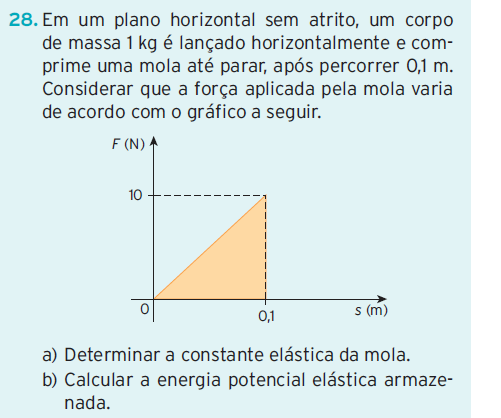 28. Em um plano horizontal sem atrito, um corpo
de massa 1 kg é lançado horizontalmente e com-
prime uma mola até parar, após percorrer 0,1 m.
Considerar que a força aplicada pela mola varia
de acordo com o gráfico a seguir.
F (N)
10
0
0,1
s (m)
a) Determinar a constante elástica da mola.
b) Calcular a energia potencial elástica armaze-
nada.